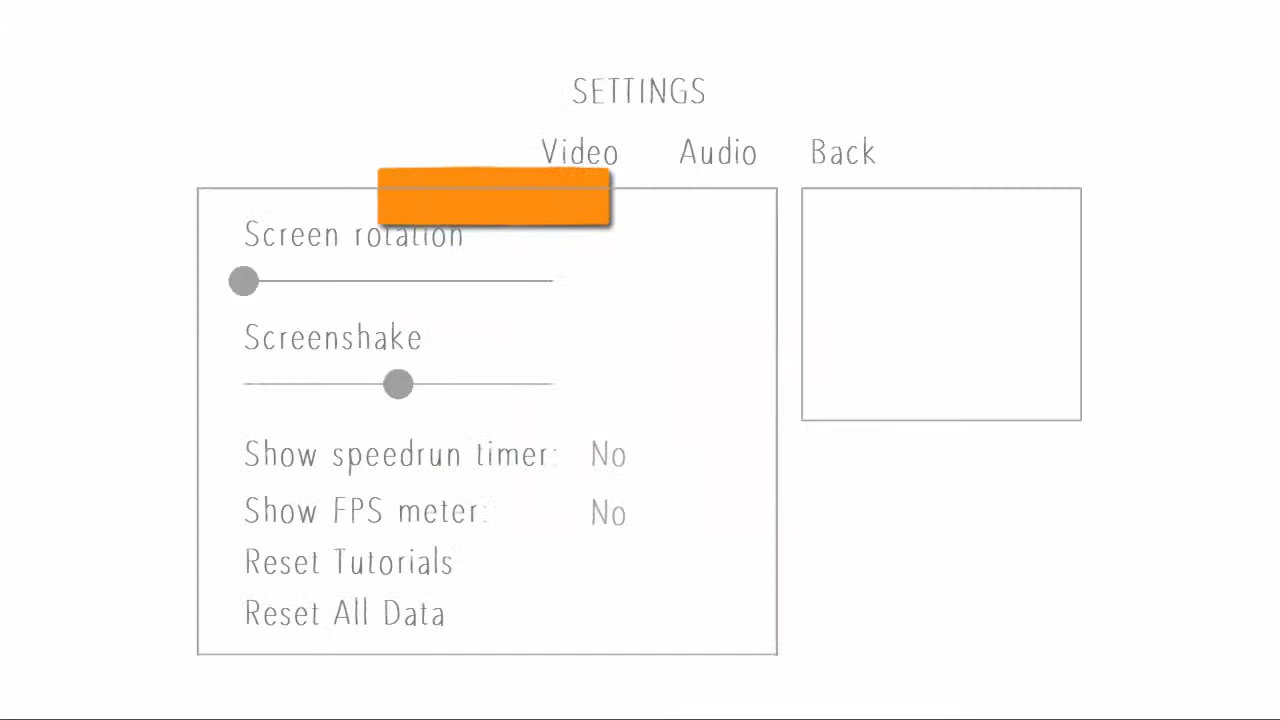 SETTINGS
Video Audio Back
Screen rotation
Screenshake
Show speedrun timer: No
Show FPS meter: No
Reset Tutorials
Reset All Data